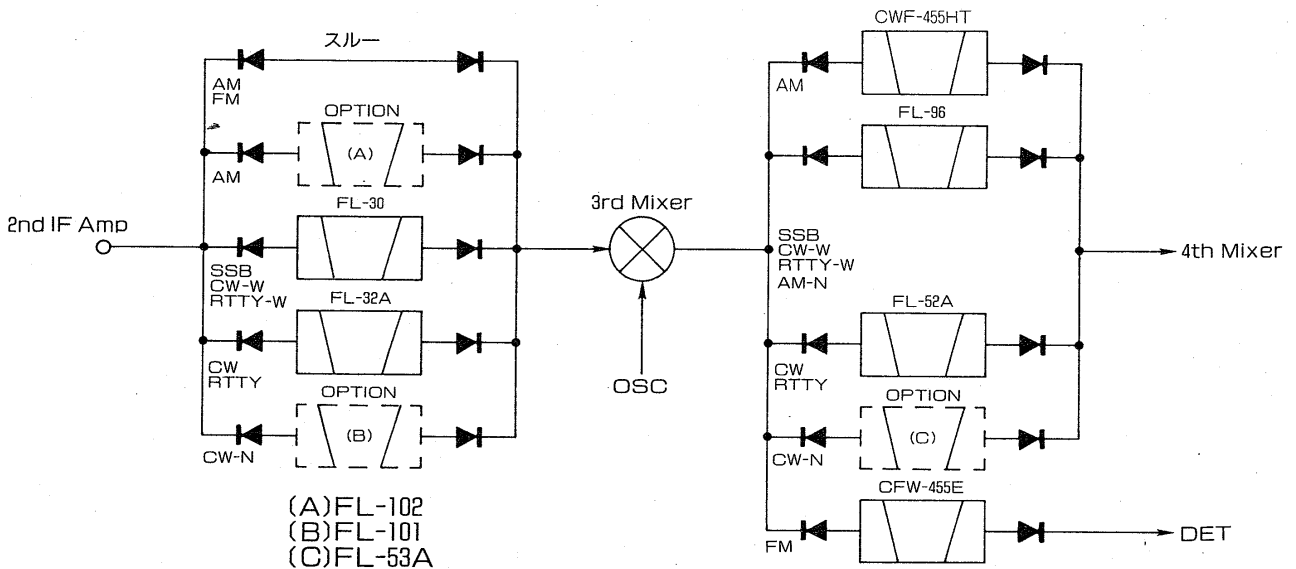 2nd IF Amp
スルー
AM
FM
OPTION
(A)
AM
FL-30
SSB
CW-W
RTTY-W
FL-32A
CW
RTTY
OPTION
(B)
CW-N
(A)FL-102
(B)FL-101
(C)FL-53A
3rd Mixer
OSC
CWF-455HT
AM
FL-96
SSB
CW-W
RTTY-W
AM-N
FL-52A
CW
RTTY
OPTION
(C)
CW-N
CFW-455E
FM
4th Mixer
DET